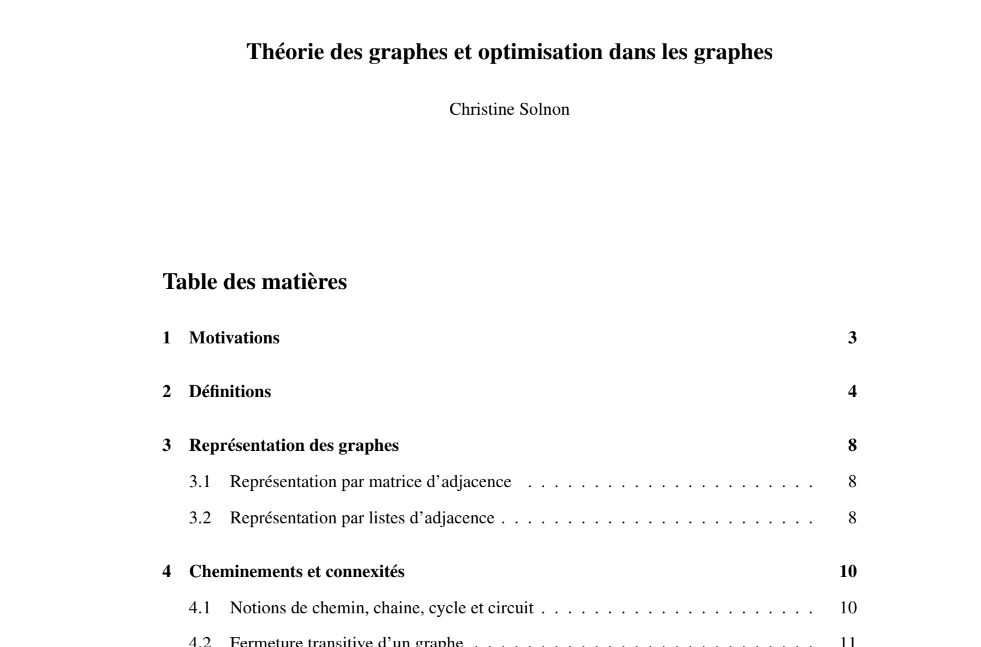 Théorie des graphes et optimisation dans les graphes
Christine Solnon
Table des matières
1 Motivations 3
2 Définitions 4
3 Représentation des graphes 8
3.1 Représentation par matrice d’adjacence . . . . . . . . . . . . . . . . . . . . . . 8
3.2 Représentation par listes d’adjacence . . . . . . . . . . . . . . . . . . . . . . . . 8
4 Cheminements et connexités 10
4.1 Notions de chemin, chaine, cycle et circuit . . . . . . . . . . . . . . . . . . . . . 10
4.2 Fermeture transitive d’un graphe . . . . . . . . . . . . . . . . . . . . . . . . . . 11